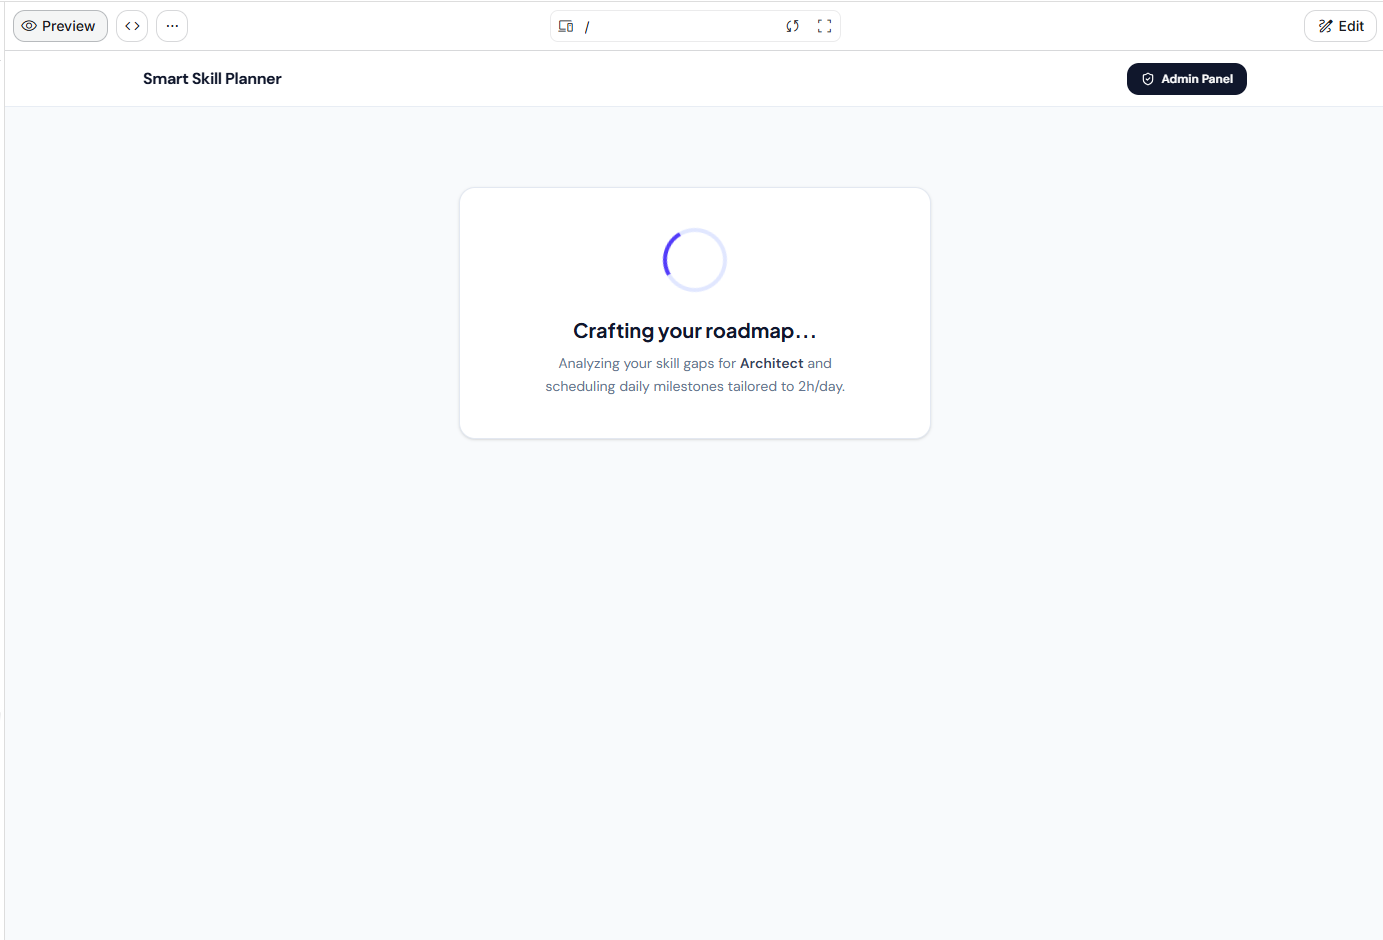 Preview
/
Edit
Smart Skill Planner
Admin Panel
Crafting your roadmap...
Analyzing your skill gaps for Architect and
scheduling daily milestones tailored to 2h/day.